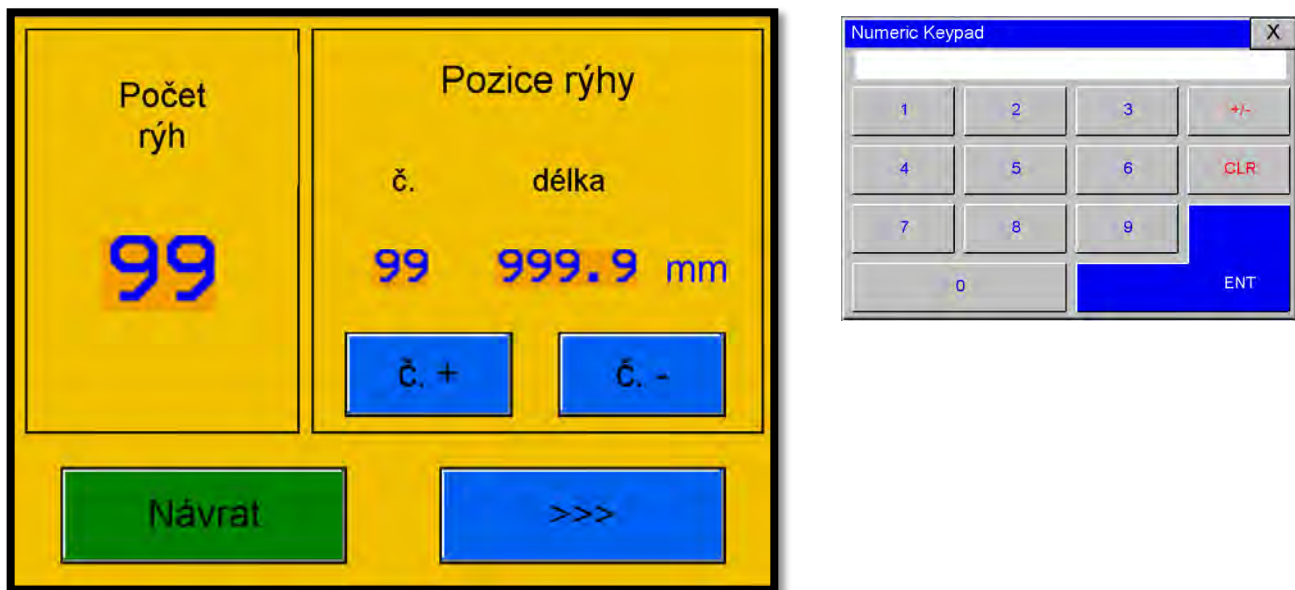 Počet
rýh
99
Pozice rýhy
č. délka
99 999.9 mm
č. + č. -
Návrat >>>
Numeric Keypad X
1 2 3 +/-
4 5 6 CLR
7 8 9
0 ENT